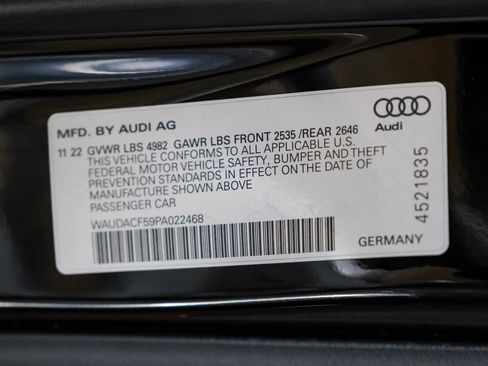 MFD. BY AUDI AG
11 22 GVWR LBS 4982 GAWR LBS FRONT 2535 /REAR 2646
THIS VEHICLE CONFORMS TO ALL APPLICABLE U.S.
FEDERAL MOTOR VEHICLE SAFETY, BUMPER AND THEFT
PREVENTION STANDARDS IN EFFECT ON THE DATE OF
MANUFACTURE SHOWN ABOVE
PASSENGER CAR
WAUDACF59PA022468
Audi
4521835
GERMANY